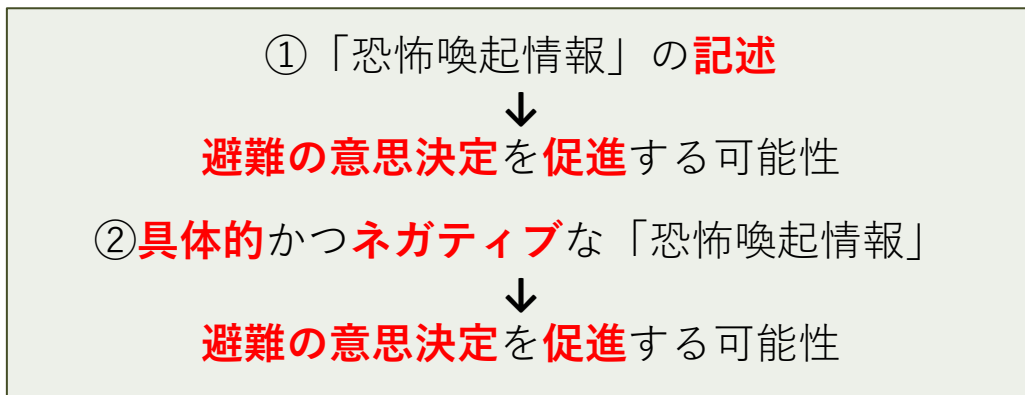 ①「恐怖喚起情報」の記述
↓
避難の意思決定を促進する可能性
②具体的かつネガティブな「恐怖喚起情報」
↓
避難の意思決定を促進する可能性